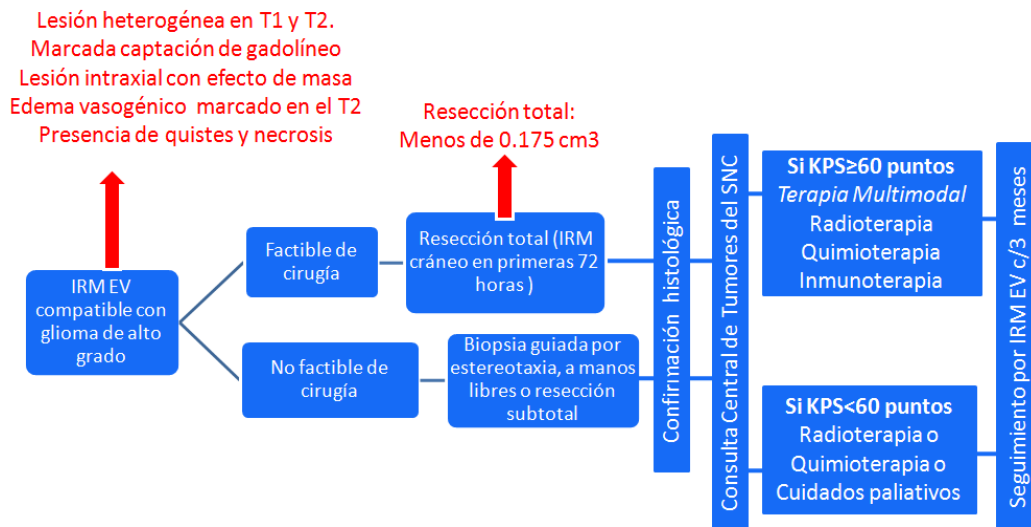 Lesión heterogénea en T1 y T2.
Marcada captación de gadolíneo
Lesión intraxial con efecto de masa
Edema vasogénico marcado en el T2
Presencia de quistes y necrosis
Resección total:
Menos de 0.175 cm3
IRM EV
compatible con
glioma de alto
grado
Factible de
cirugía
Resección total (IRM
cráneo en primeras 72
horas )
No factible de
cirugía
Biopsia guiada por
estereotaxia, a manos
libres o resección
subtotal
Confirmación histológica
Consulta Central de Tumores del SNC
Si KPS≥60 puntos
Terapia Multimodal
Radioterapia
Quimioterapia
Inmunoterapia
Si KPS<60 puntos
Radioterapia o
Quimioterapia o
Cuidados paliativos
Seguimiento por IRM EV c/3 meses